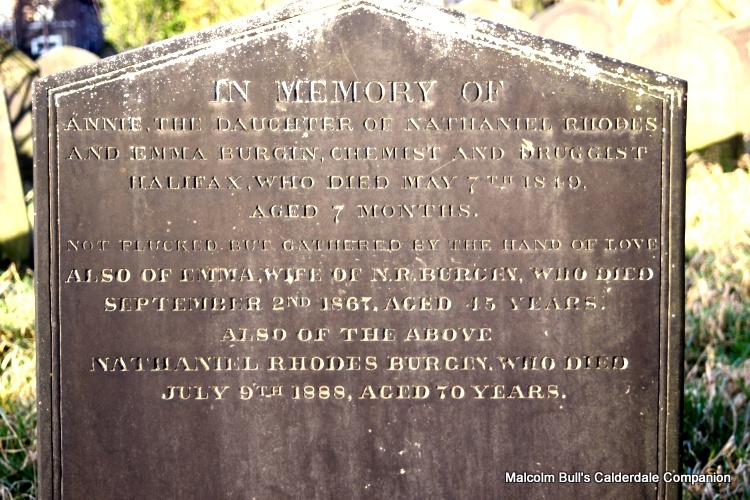 IN MEMORY OF
ANNIE, THE DAUGHTER OF NATHANIEL RHODES
AND EMMA BURGIN, CHEMIST AND DRUGGIST
HALIFAX, WHO DIED MAY 7TH 1849,
AGED 7 MONTHS.
NOT PLUCKED BUT GATHERED BY THE HAND OF LOVE
ALSO OF EMMA, WIFE OF N.R. BURGIN, WHO DIED
SEPTEMBER 2ND 1867, AGED 45 YEARS.
ALSO OF THE ABOVE
NATHANIEL RHODES BURGIN, WHO DIED
JULY 9TH 1888, AGED 70 YEARS.
Malcolm Bull's Calderdale Companion